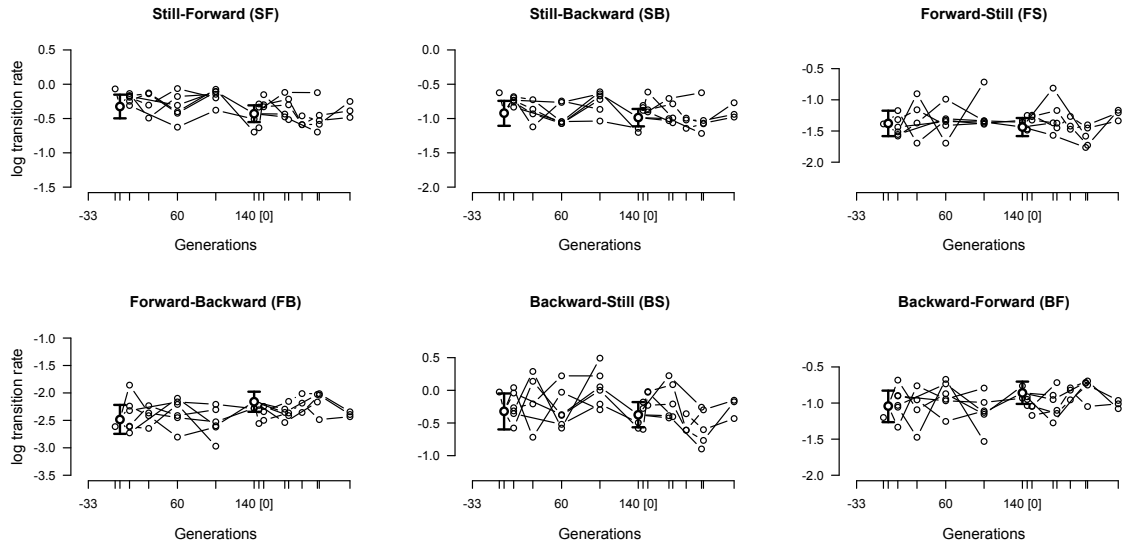 Still-Forward (SF)
log transition rate
0.5
0.0
-0.5
-1.0
-1.5
-33 60 140 [0]
Generations
Still-Backward (SB)
0.0
-0.5
-1.0
-1.5
-2.0
-33 60 140 [0]
Generations
Forward-Still (FS)
-0.5
-1.0
-1.5
-2.0
-33 60 140 [0]
Generations
Forward-Backward (FB)
log transition rate
-1.0
-1.5
-2.0
-2.5
-3.0
-3.5
-33 60 140 [0]
Generations
Backward-Still (BS)
0.5
0.0
-0.5
-1.0
-33 60 140 [0]
Generations
Backward-Forward (BF)
-0.5
-1.0
-1.5
-2.0
-33 60 140 [0]
Generations